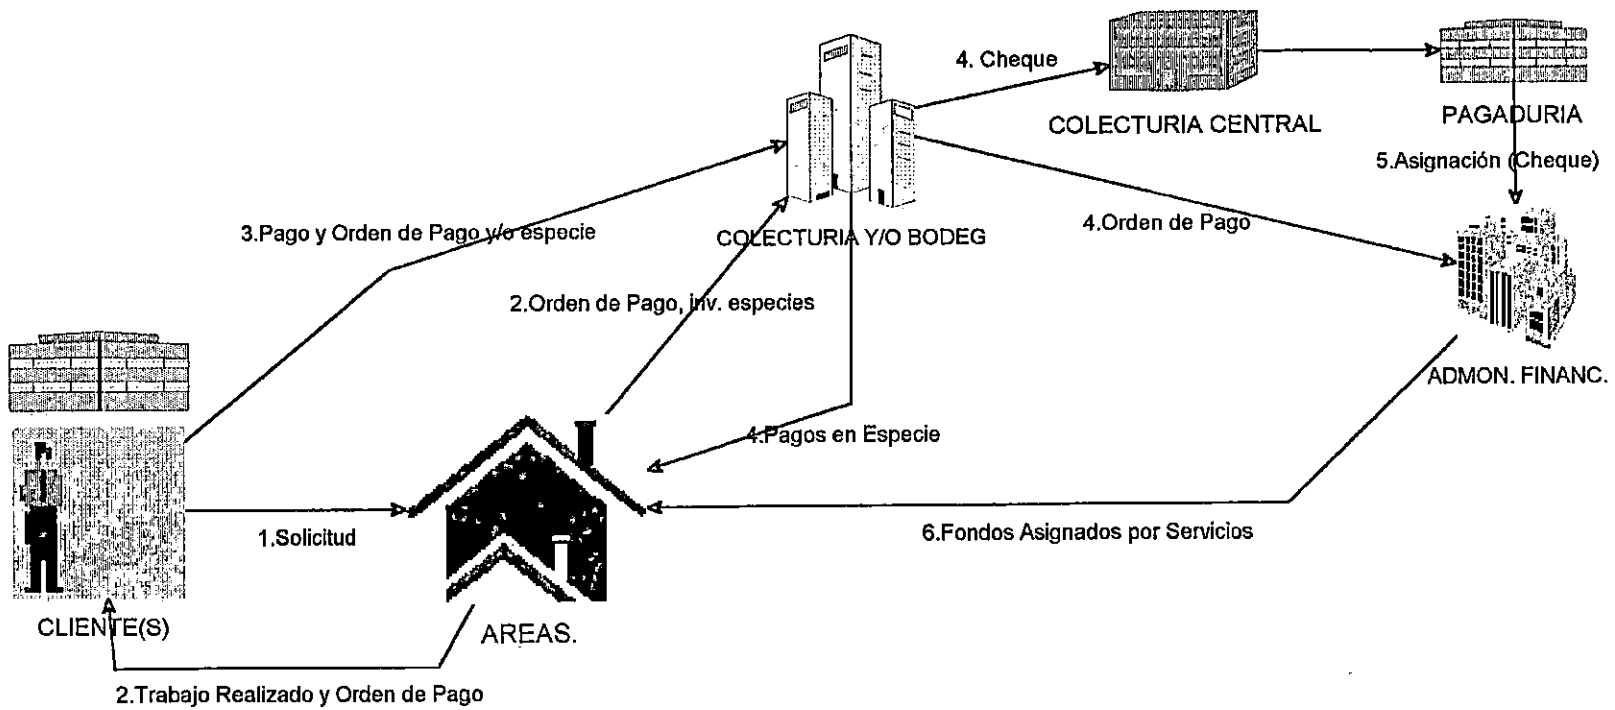 4. Cheque
COLECTURIA CENTRAL
PAGADURIA
5.Asignación (Cheque)
3.Pago y Orden de Pago y/o especie
COLECTURIA Y/O BODEG
4.Orden de Pago
2.Orden de Pago, inv. especies
ADMON. FINANC.
4.Pagos en Especie
1.Solicitud
6.Fondos Asignados por Servicios
CLIENTE(S)
AREAS.
2.Trabajo Realizado y Orden de Pago